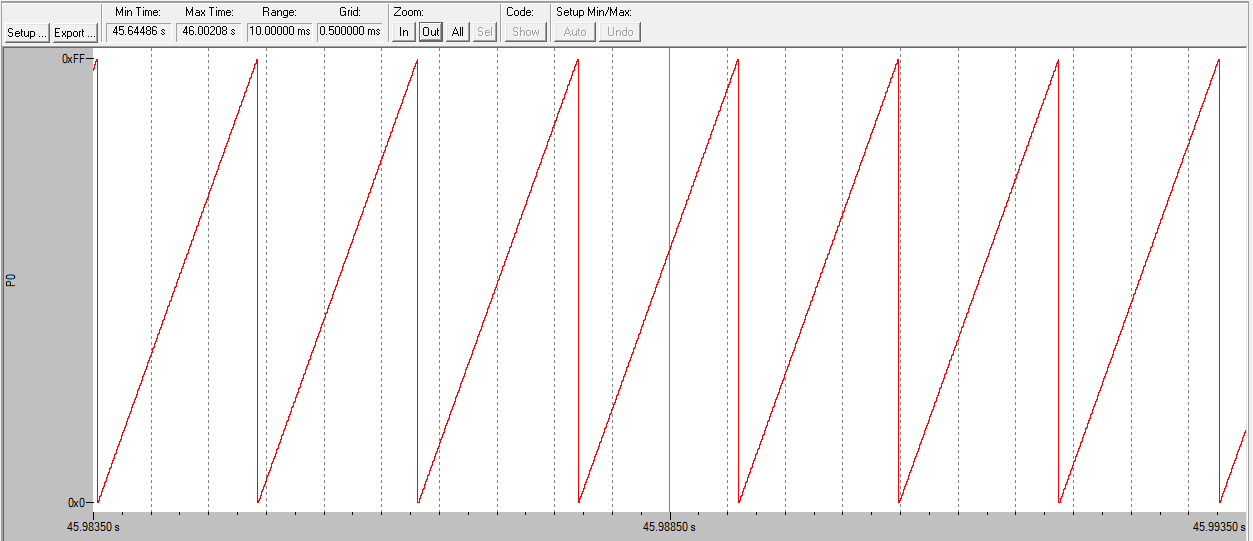 Min Time: Max Time: Range: Grid: Zoom: Code: Setup Min/Max:
Setup ... Export ... 45.64486 s 46.00208 s 10.00000 ms 0.500000 ms In Out All Sel Show Auto Undo
0xFF
P0
0x0
45.98350 s 45.98850 s 45.99350 s